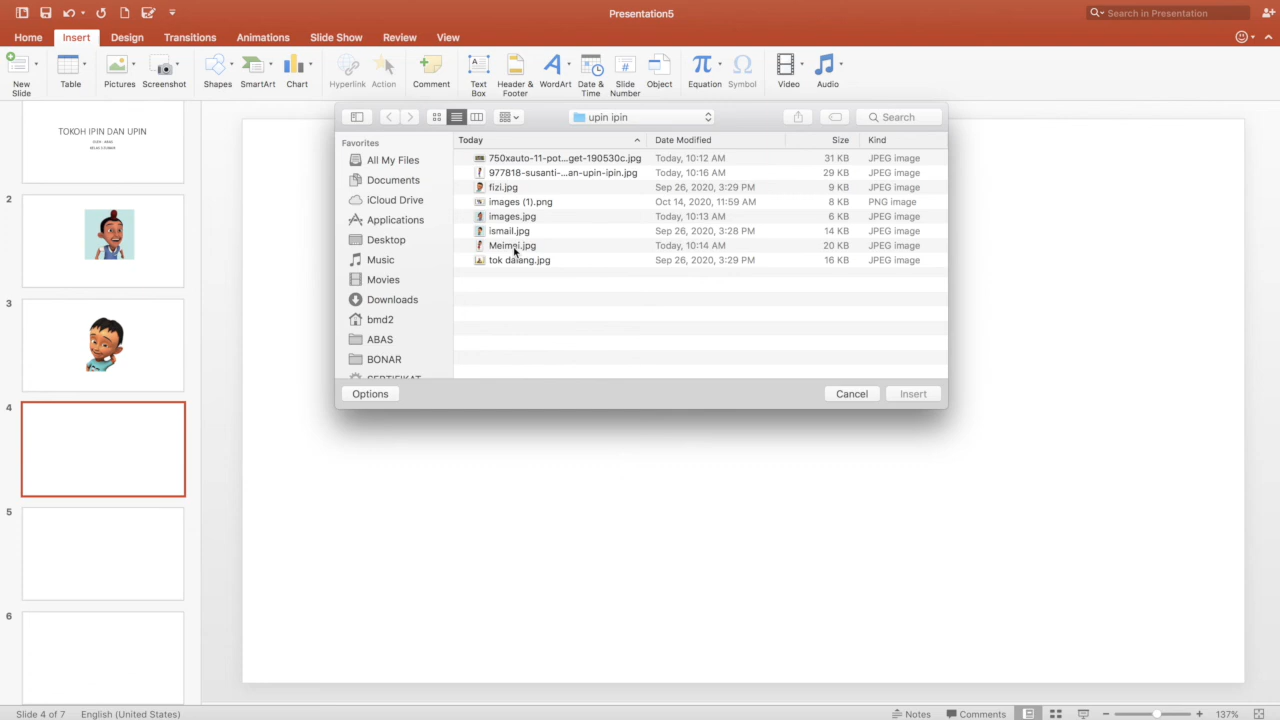 Presentation5
Search in Presentation
Home Insert Design Transitions Animations Slide Show Review View
New Slide Table Pictures Screenshot Shapes SmartArt Chart Hyperlink Action Comment Text Box Header & Footer WordArt Date & Time Slide Number Object Equation Symbol Video Audio
upin ipin
Search
Favorites
All My Files
Documents
iCloud Drive
Applications
Desktop
Music
Movies
Downloads
bmd2
ABAS
BONAR
SERTIFIKAT
Today Date Modified Size Kind
750xauto-11-pot...get-190530c.jpg Today, 10:12 AM 31 KB JPEG image
977818-susanti-...an-upin-ipin.jpg Today, 10:16 AM 29 KB JPEG image
fizi.jpg Sep 26, 2020, 3:29 PM 9 KB JPEG image
images (1).png Oct 14, 2020, 11:59 AM 8 KB PNG image
images.jpg Today, 10:13 AM 6 KB JPEG image
ismail.jpg Sep 26, 2020, 3:28 PM 14 KB JPEG image
Meimei.jpg Today, 10:14 AM 20 KB JPEG image
tok dalang.jpg Sep 26, 2020, 3:29 PM 16 KB JPEG image
Options Cancel Insert
TOKOH IPIN DAN UPIN
2
3
4
5
6
Slide 4 of 7 English (United States) Notes Comments 137%